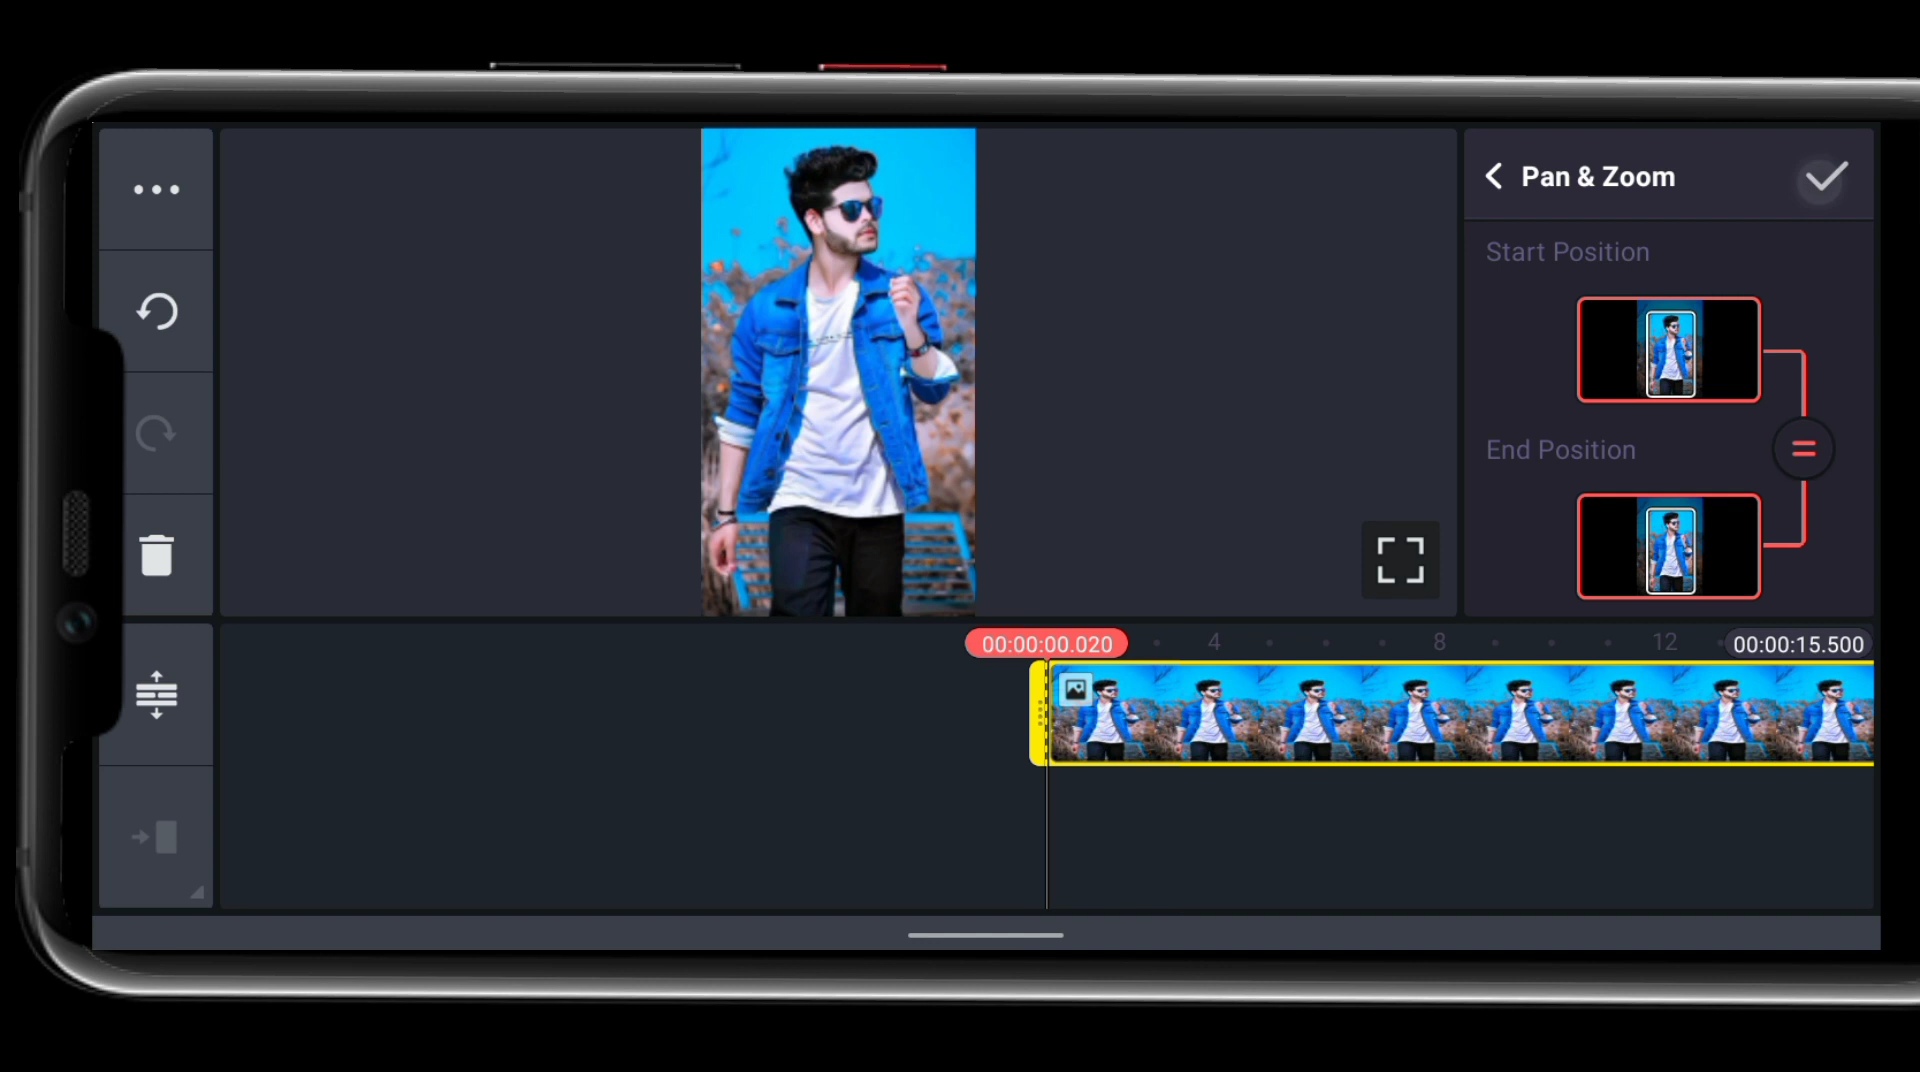 Pan & Zoom
Start Position
End Position
00:00:00.020
4
8
12
00:00:15.500